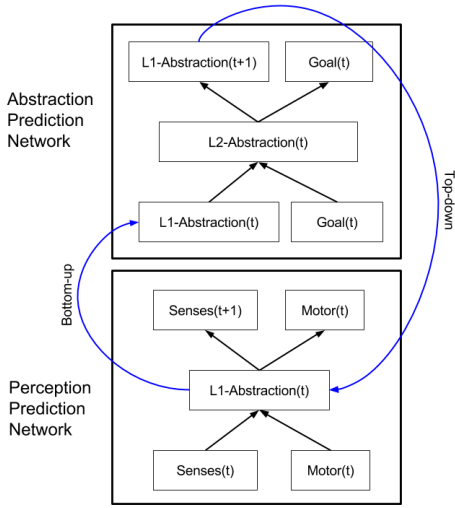 L1-Abstraction(t+1)
Goal(t)
Abstraction
Prediction
Network
L2-Abstraction(t)
L1-Abstraction(t)
Goal(t)
Top-down
Bottom-up
Senses(t+1)
Motor(t)
Perception
Prediction
Network
L1-Abstraction(t)
Senses(t)
Motor(t)